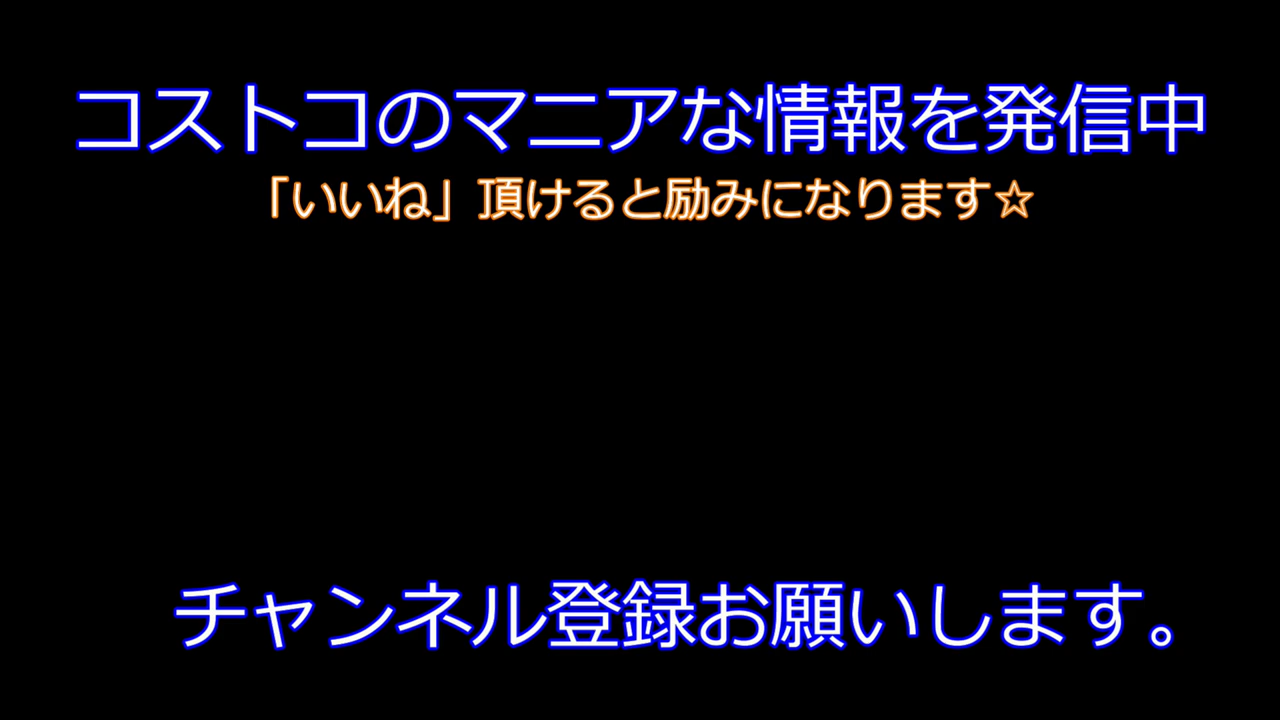 コストコのマニアな情報を発信中
「いいね」頂けると励みになります☆
チャンネル登録お願いします。